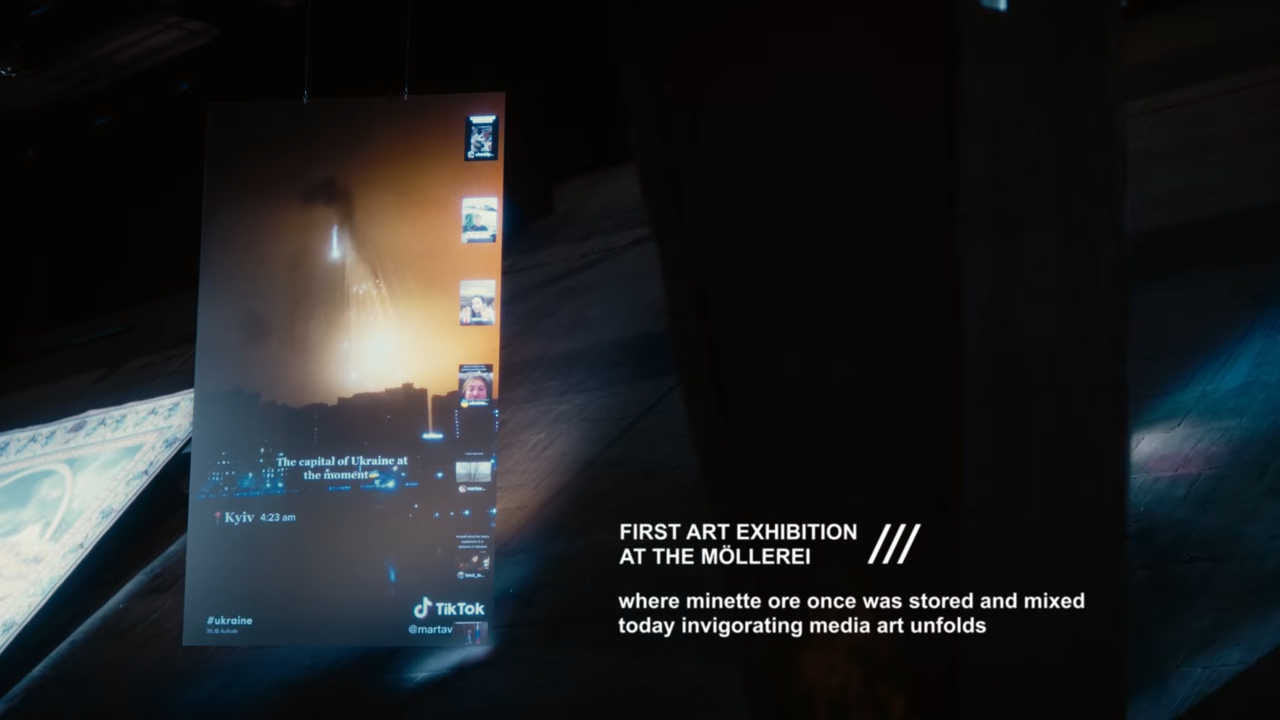 The capital of Ukraine at
the moment
Kyiv 4:23 am
#ukraine
TikTok
@martav
FIRST ART EXHIBITION
AT THE MÖLLEREI
where minette ore once was stored and mixed
today invigorating media art unfolds